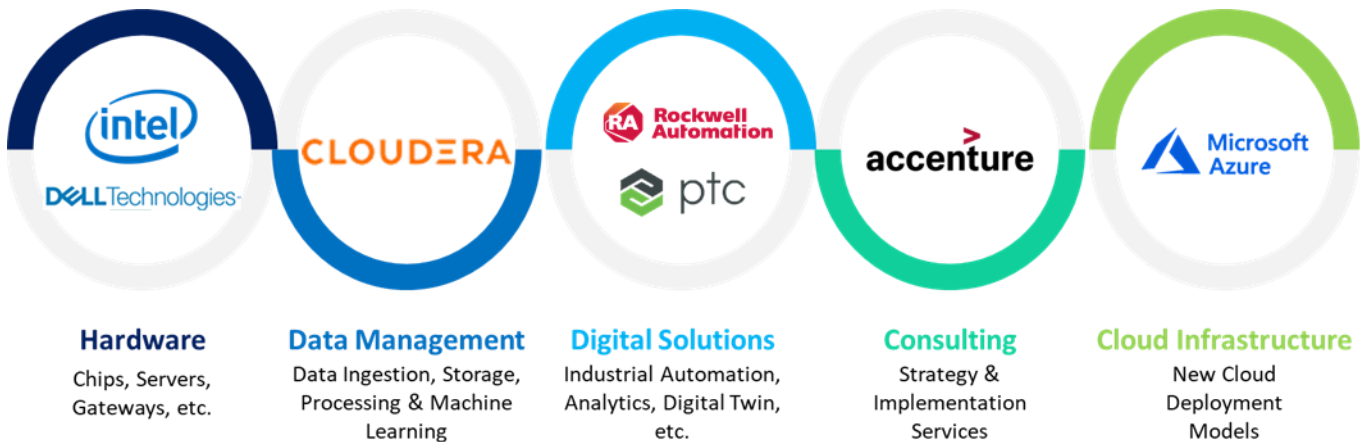 intel
DELLTechnologies
CLOUDERA
RA
Rockwell
Automation
ptc
accenture
Microsoft
Azure
Hardware
Chips, Servers,
Gateways, etc.
Data Management
Data Ingestion, Storage,
Processing & Machine
Learning
Digital Solutions
Industrial Automation,
Analytics, Digital Twin,
etc.
Consulting
Strategy &
Implementation
Services
Cloud Infrastructure
New Cloud
Deployment
Models